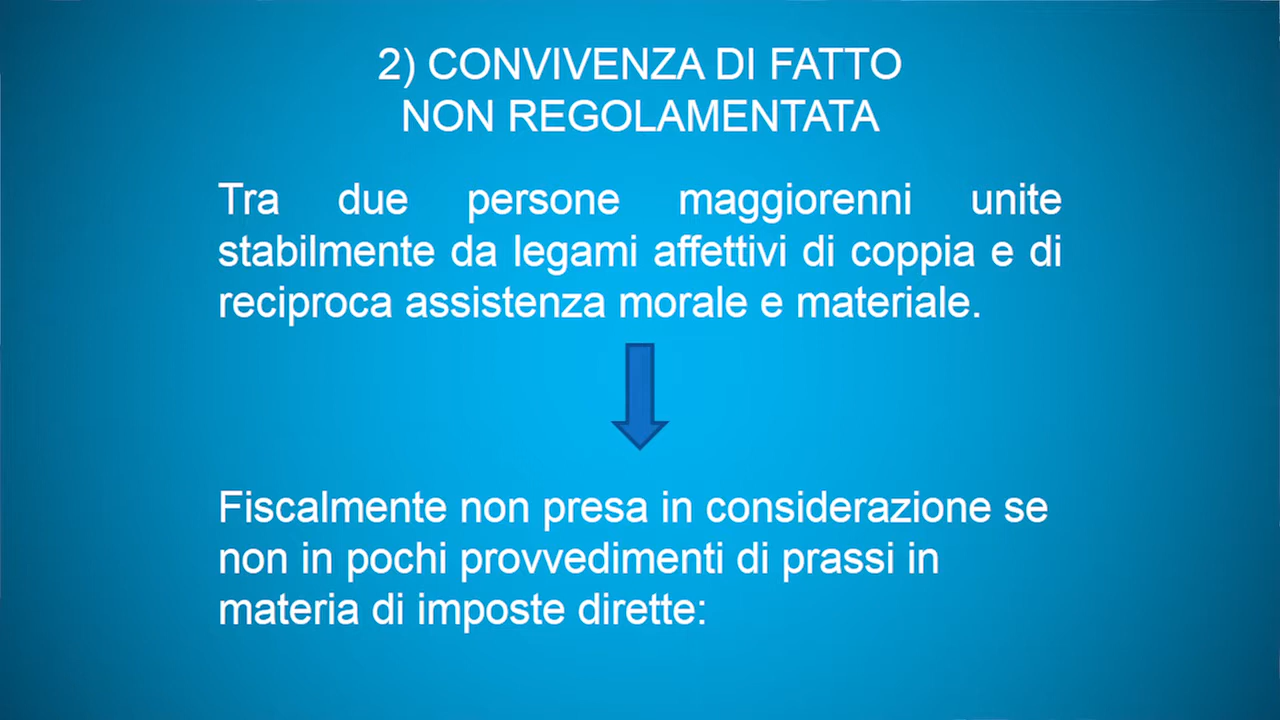 2) CONVIVENZA DI FATTO
NON REGOLAMENTATA
Tra due persone maggiorenni unite
stabilmente da legami affettivi di coppia e di
reciproca assistenza morale e materiale.
Fiscalmente non presa in considerazione se
non in pochi provvedimenti di prassi in
materia di imposte dirette: